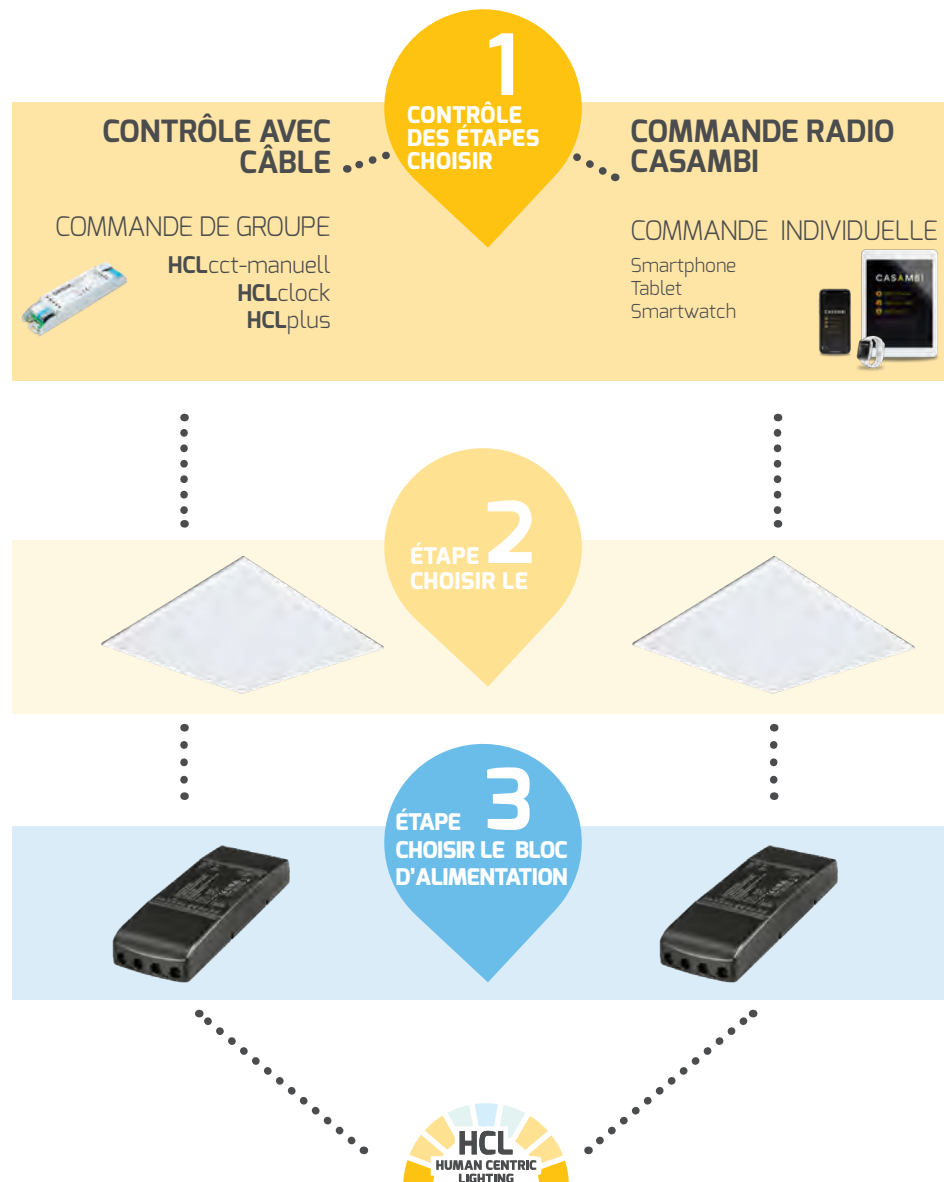 1
CONTRÔLE
DES ÉTAPES
CHOISIR
CONTRÔLE AVEC
CÂBLE
COMMANDE DE GROUPE
HCLcct-manuell
HCLclock
HCLplus
COMMANDE RADIO
CASAMBI
COMMANDE INDIVIDUELLE
Smartphone
Tablet
Smartwatch
CASAMBI
CASAMBI
ÉTAPE 2
CHOISIR LE
ÉTAPE 3
CHOISIR LE BLOC
D'ALIMENTATION
HCL
HUMAN CENTRIC
LIGHTING